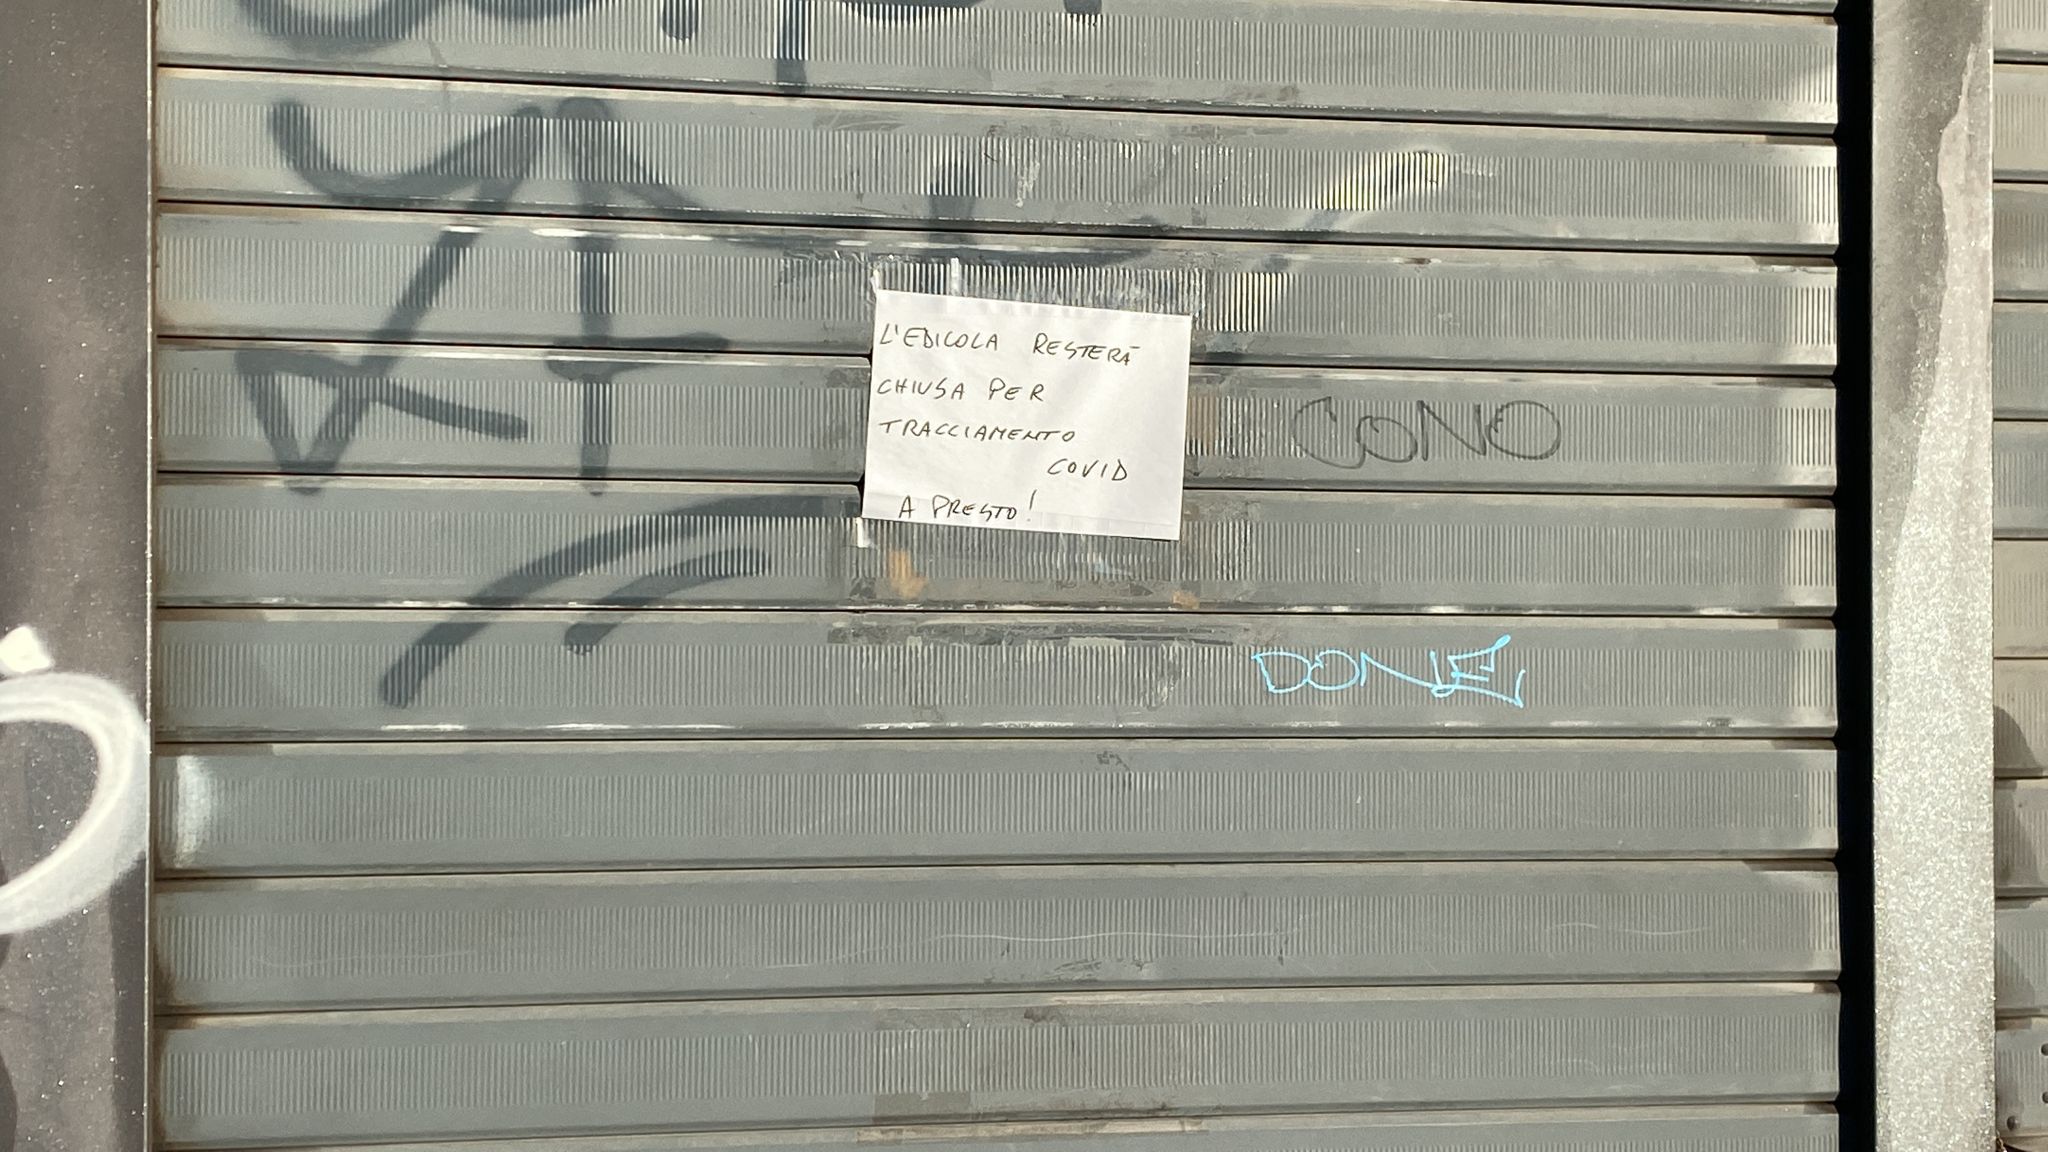 L'EDICOLA RESTERÀ
CHIUSA PER
TRACCIAMENTO
COVID
A PRESTO!
CONO
DONE